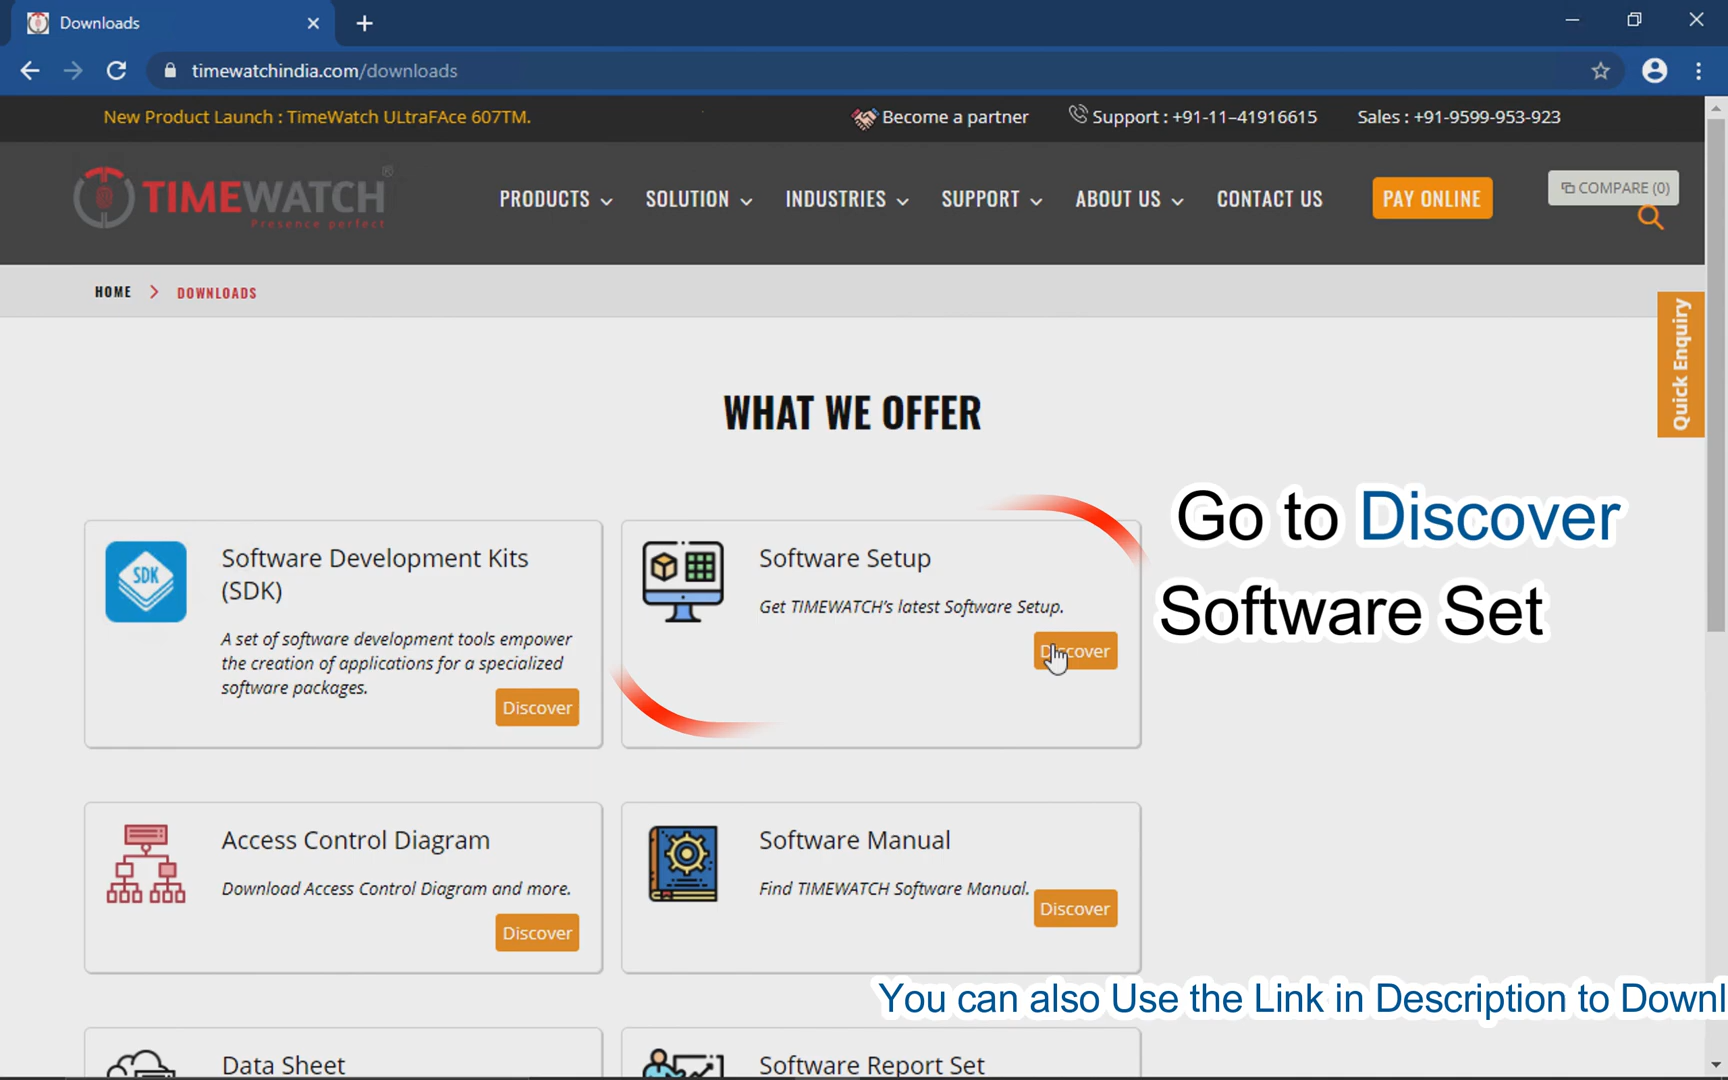 Downloads
timewatchindia.com/downloads
New Product Launch : TimeWatch ULtraFAce 607TM.
Become a partner
Support : +91-11–41916615
Sales : +91-9599-953-923
TIMEWATCH
®
Presence perfect
PRODUCTS
SOLUTION
INDUSTRIES
SUPPORT
ABOUT US
CONTACT US
PAY ONLINE
COMPARE (0)
HOME
DOWNLOADS
Quick Enquiry
WHAT WE OFFER
SDK
Software Development Kits
(SDK)
A set of software development tools empower
the creation of applications for a specialized
software packages.
Discover
Software Setup
Get TIMEWATCH's latest Software Setup.
Discover
Go to Discover
Software Set
Access Control Diagram
Download Access Control Diagram and more.
Discover
Software Manual
Find TIMEWATCH Software Manual.
Discover
You can also Use the Link in Description to Downl
Data Sheet
Software Report Set